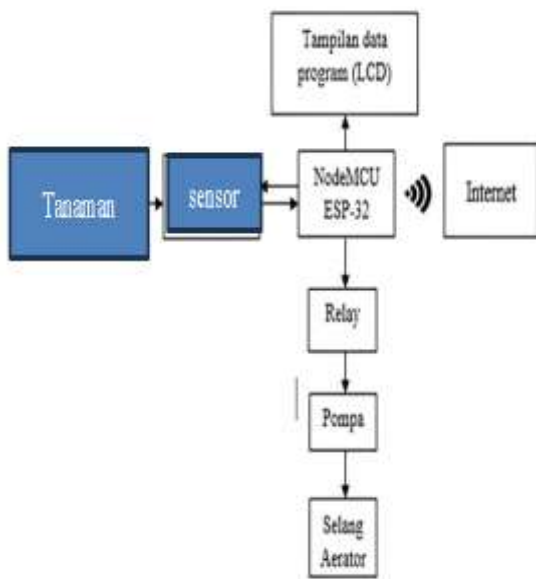 Tampilan data
program (LCD)
Tanaman
sensor
NodeMCU
ESP-32
Internet
Relay
Pompa
Selang
Aerator